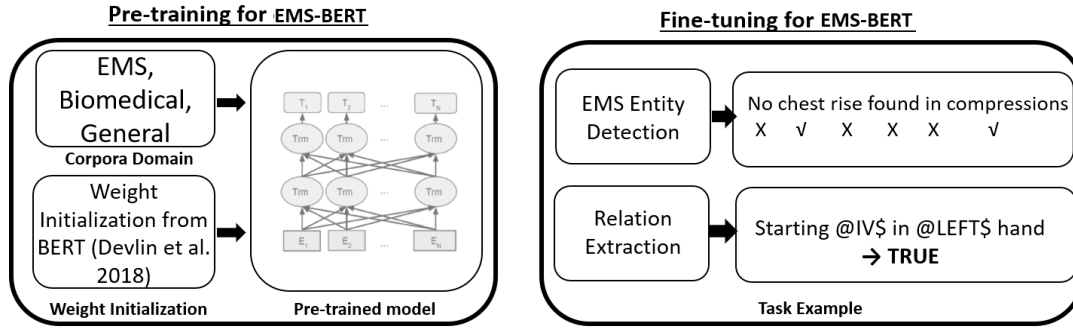 Pre-training for EMS-BERT
EMS,
Biomedical,
General
Corpora Domain
Weight
Initialization from
BERT (Devlin et al.
2018)
Weight Initialization
T1 T2 ... TN
Trm Trm ... Trm
Trm Trm ... Trm
E1 E2 ... EN
Pre-trained model
Fine-tuning for EMS-BERT
EMS Entity
Detection
No chest rise found in compressions
X √ X X X √
Relation
Extraction
Starting @IV$ in @LEFT$ hand
→ TRUE
Task Example